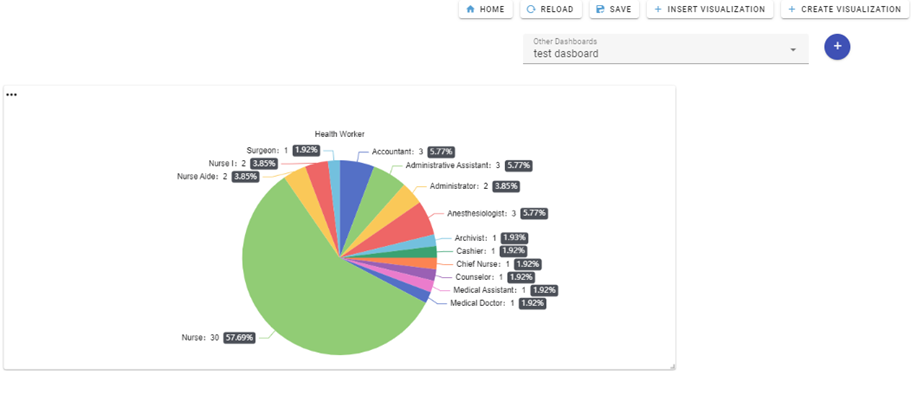 HOME RELOAD SAVE + INSERT VISUALIZATION + CREATE VISUALIZATION
Other Dashboards
test dasboard
+
...
Health Worker
Surgeon: 1 1.92%
Accountant: 3 5.77%
Nurse I: 2 3.85%
Administrative Assistant: 3 5.77%
Nurse Aide: 2 3.85%
Administrator: 2 3.85%
Anesthesiologist: 3 5.77%
Archivist: 1 1.93%
Cashier: 1 1.92%
Chief Nurse: 1 1.92%
Counselor: 1 1.92%
Medical Assistant: 1 1.92%
Medical Doctor: 1 1.92%
Nurse: 30 57.69%